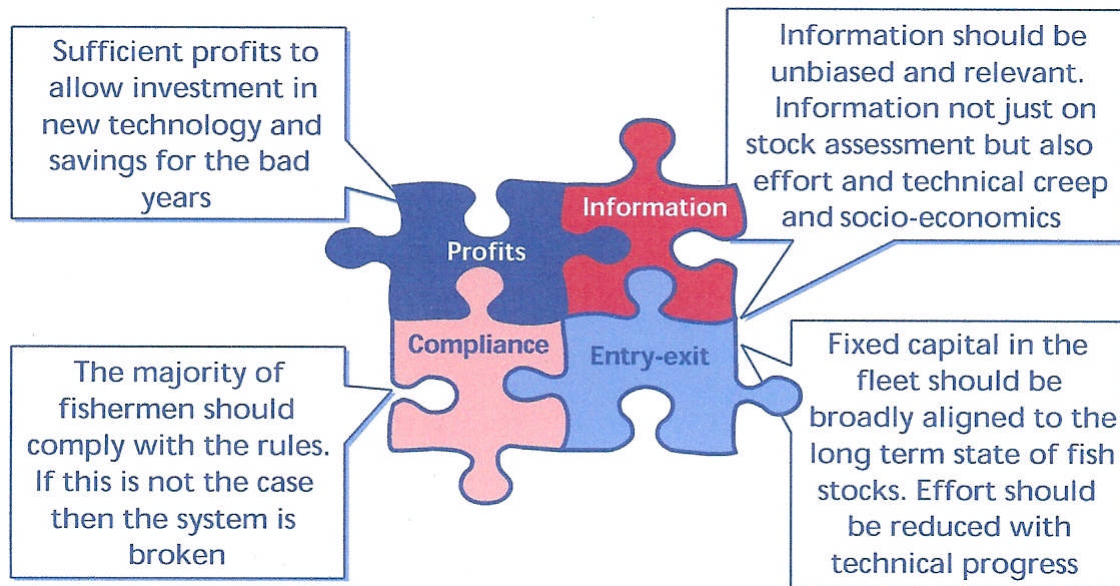 Sufficient profits to
allow investment in
new technology and
savings for the bad
years
Information should be
unbiased and relevant.
Information not just on
stock assessment but also
effort and technical creep
and socio-economics
Information
Profits
Compliance
Entry-exit
The majority of
fishermen should
comply with the rules.
If this is not the case
then the system is
broken
Fixed capital in the
fleet should be
broadly aligned to the
long term state of fish
stocks. Effort should
be reduced with
technical progress